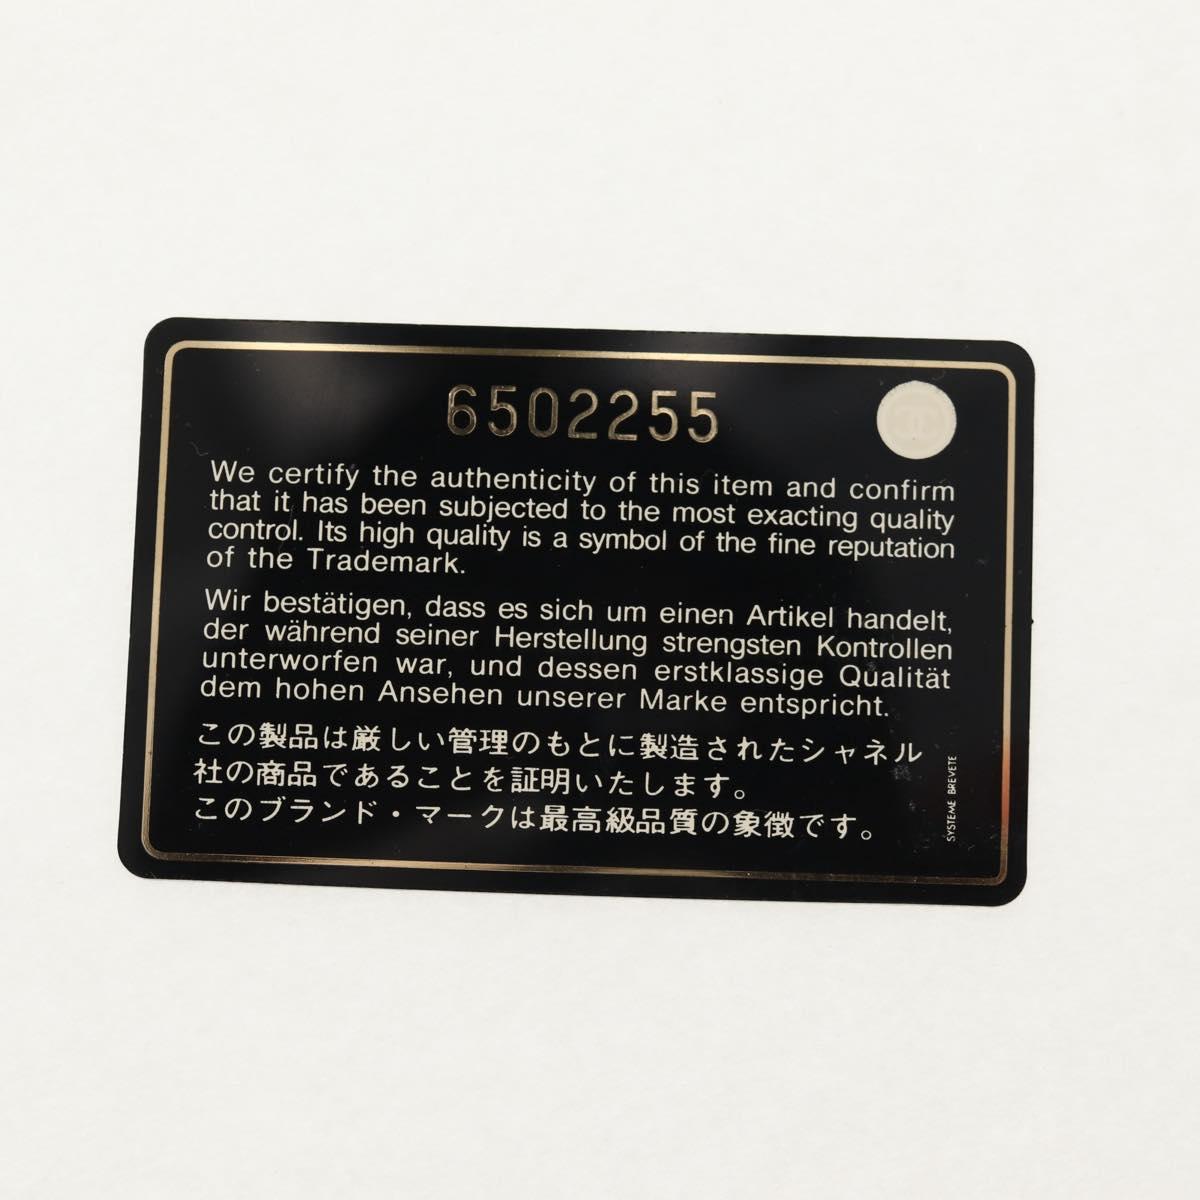 6502255
We certify the authenticity of this item and confirm
that it has been subjected to the most exacting quality
control. Its high quality is a symbol of the fine reputation
of the Trademark.
Wir bestätigen, dass es sich um einen Artikel handelt,
der während seiner Herstellung strengsten Kontrollen
unterworfen war, und dessen erstklassige Qualität
dem hohen Ansehen unserer Marke entspricht.
この製品は厳しい管理のもとに製造されたシャネル
社の商品であることを証明いたします。
このブランド・マークは最高級品質の象徴です。
SYSTEME BREVETE